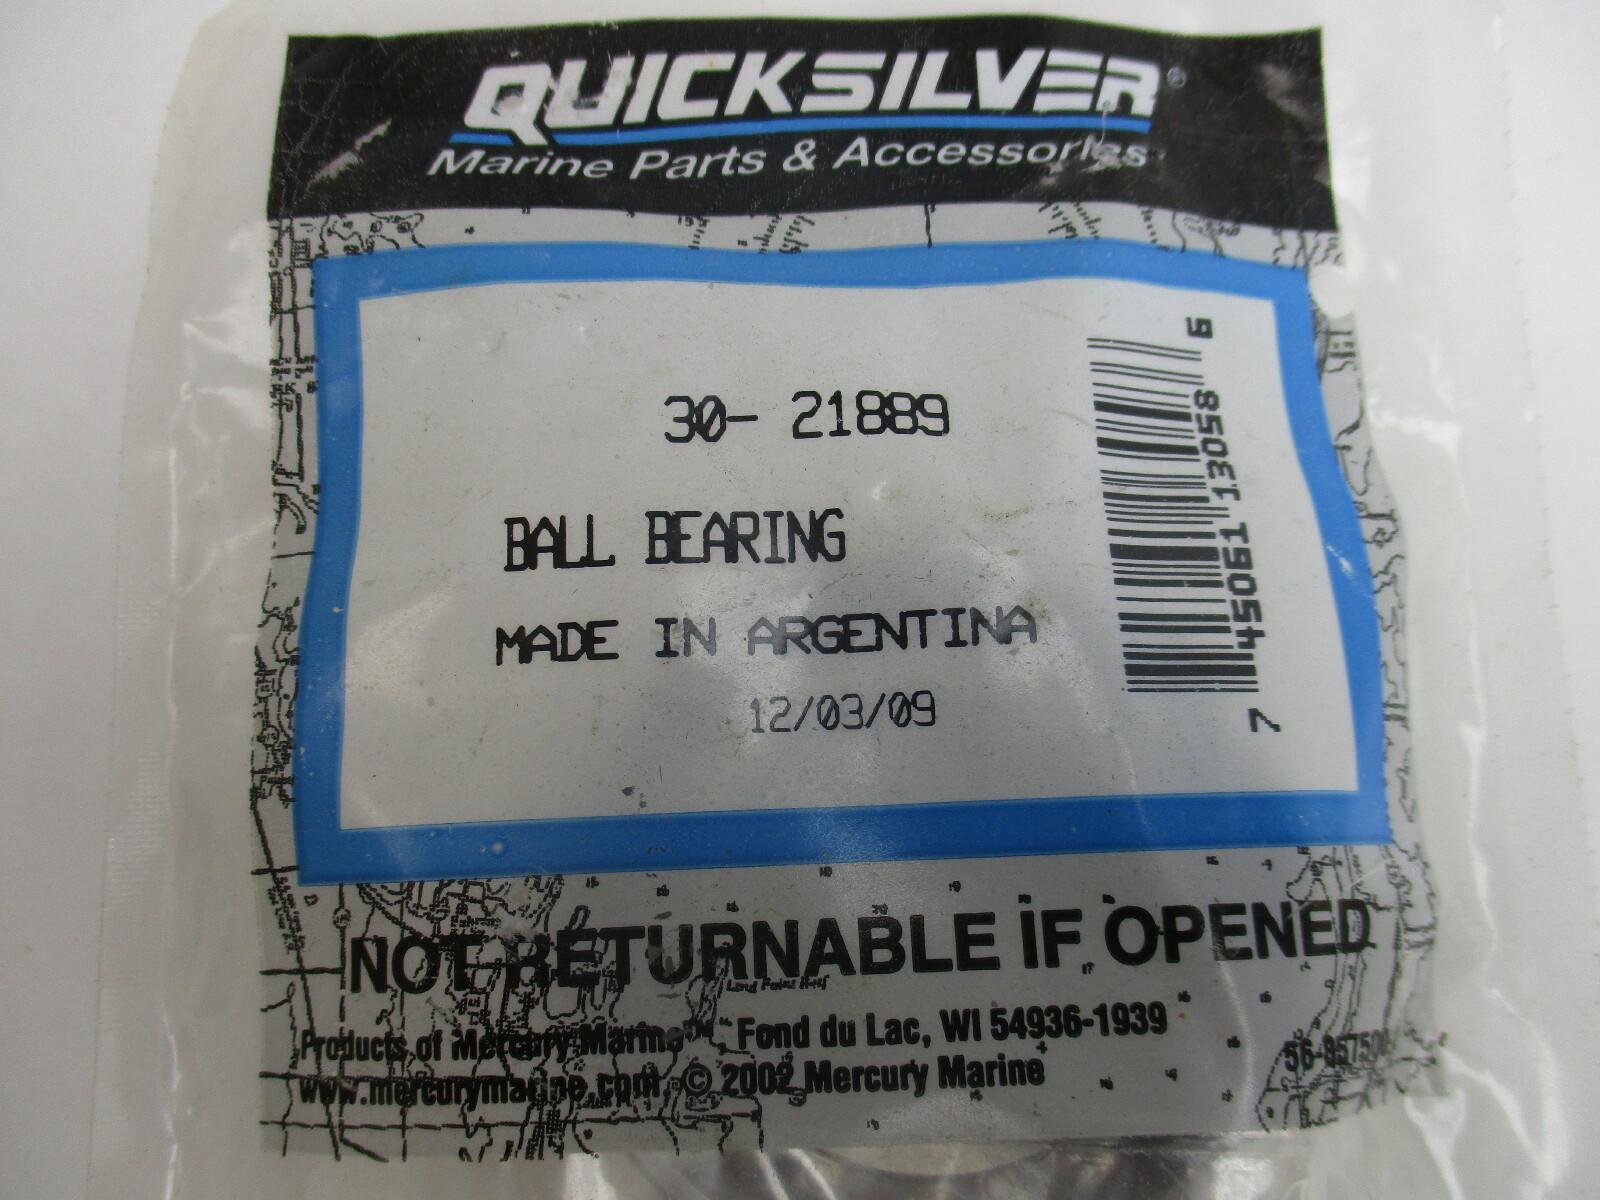 QUICKSILVER®
Marine Parts & Accessories
30- 21889
BALL BEARING
MADE IN ARGENTINA
12/03/09
7 45061 13058 6
NOT RETURNABLE IF OPENED
Products of Mercury Marine Fond du Lac, WI 54936-1939
www.mercurymarine.com © 2002 Mercury Marine